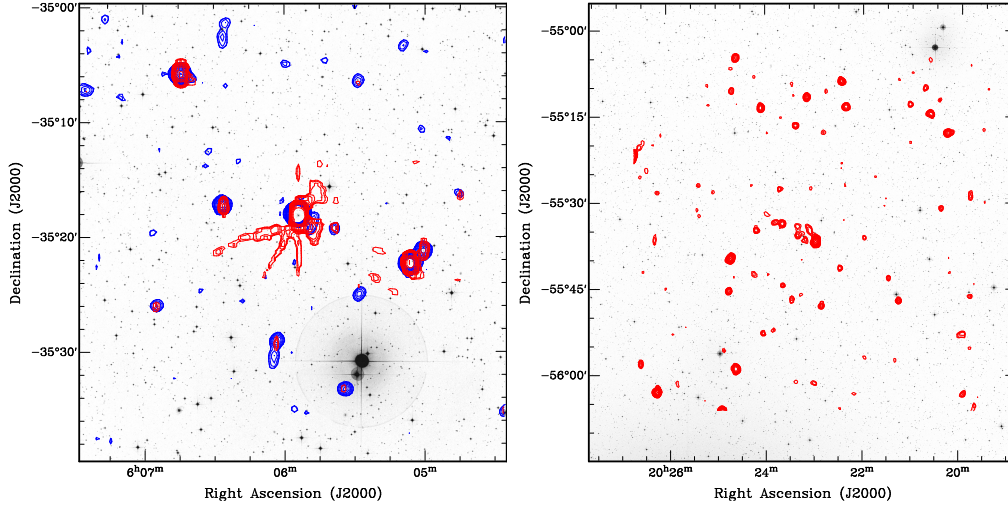 −35°00′
−35°10′
−35°20′
−35°30′
Declination (J2000)
6ʰ07ᵐ
06ᵐ
05ᵐ
Right Ascension (J2000)
−55°00′
−55°15′
−55°30′
−55°45′
−56°00′
Declination (J2000)
20ʰ26ᵐ
24ᵐ
22ᵐ
20ᵐ
Right Ascension (J2000)